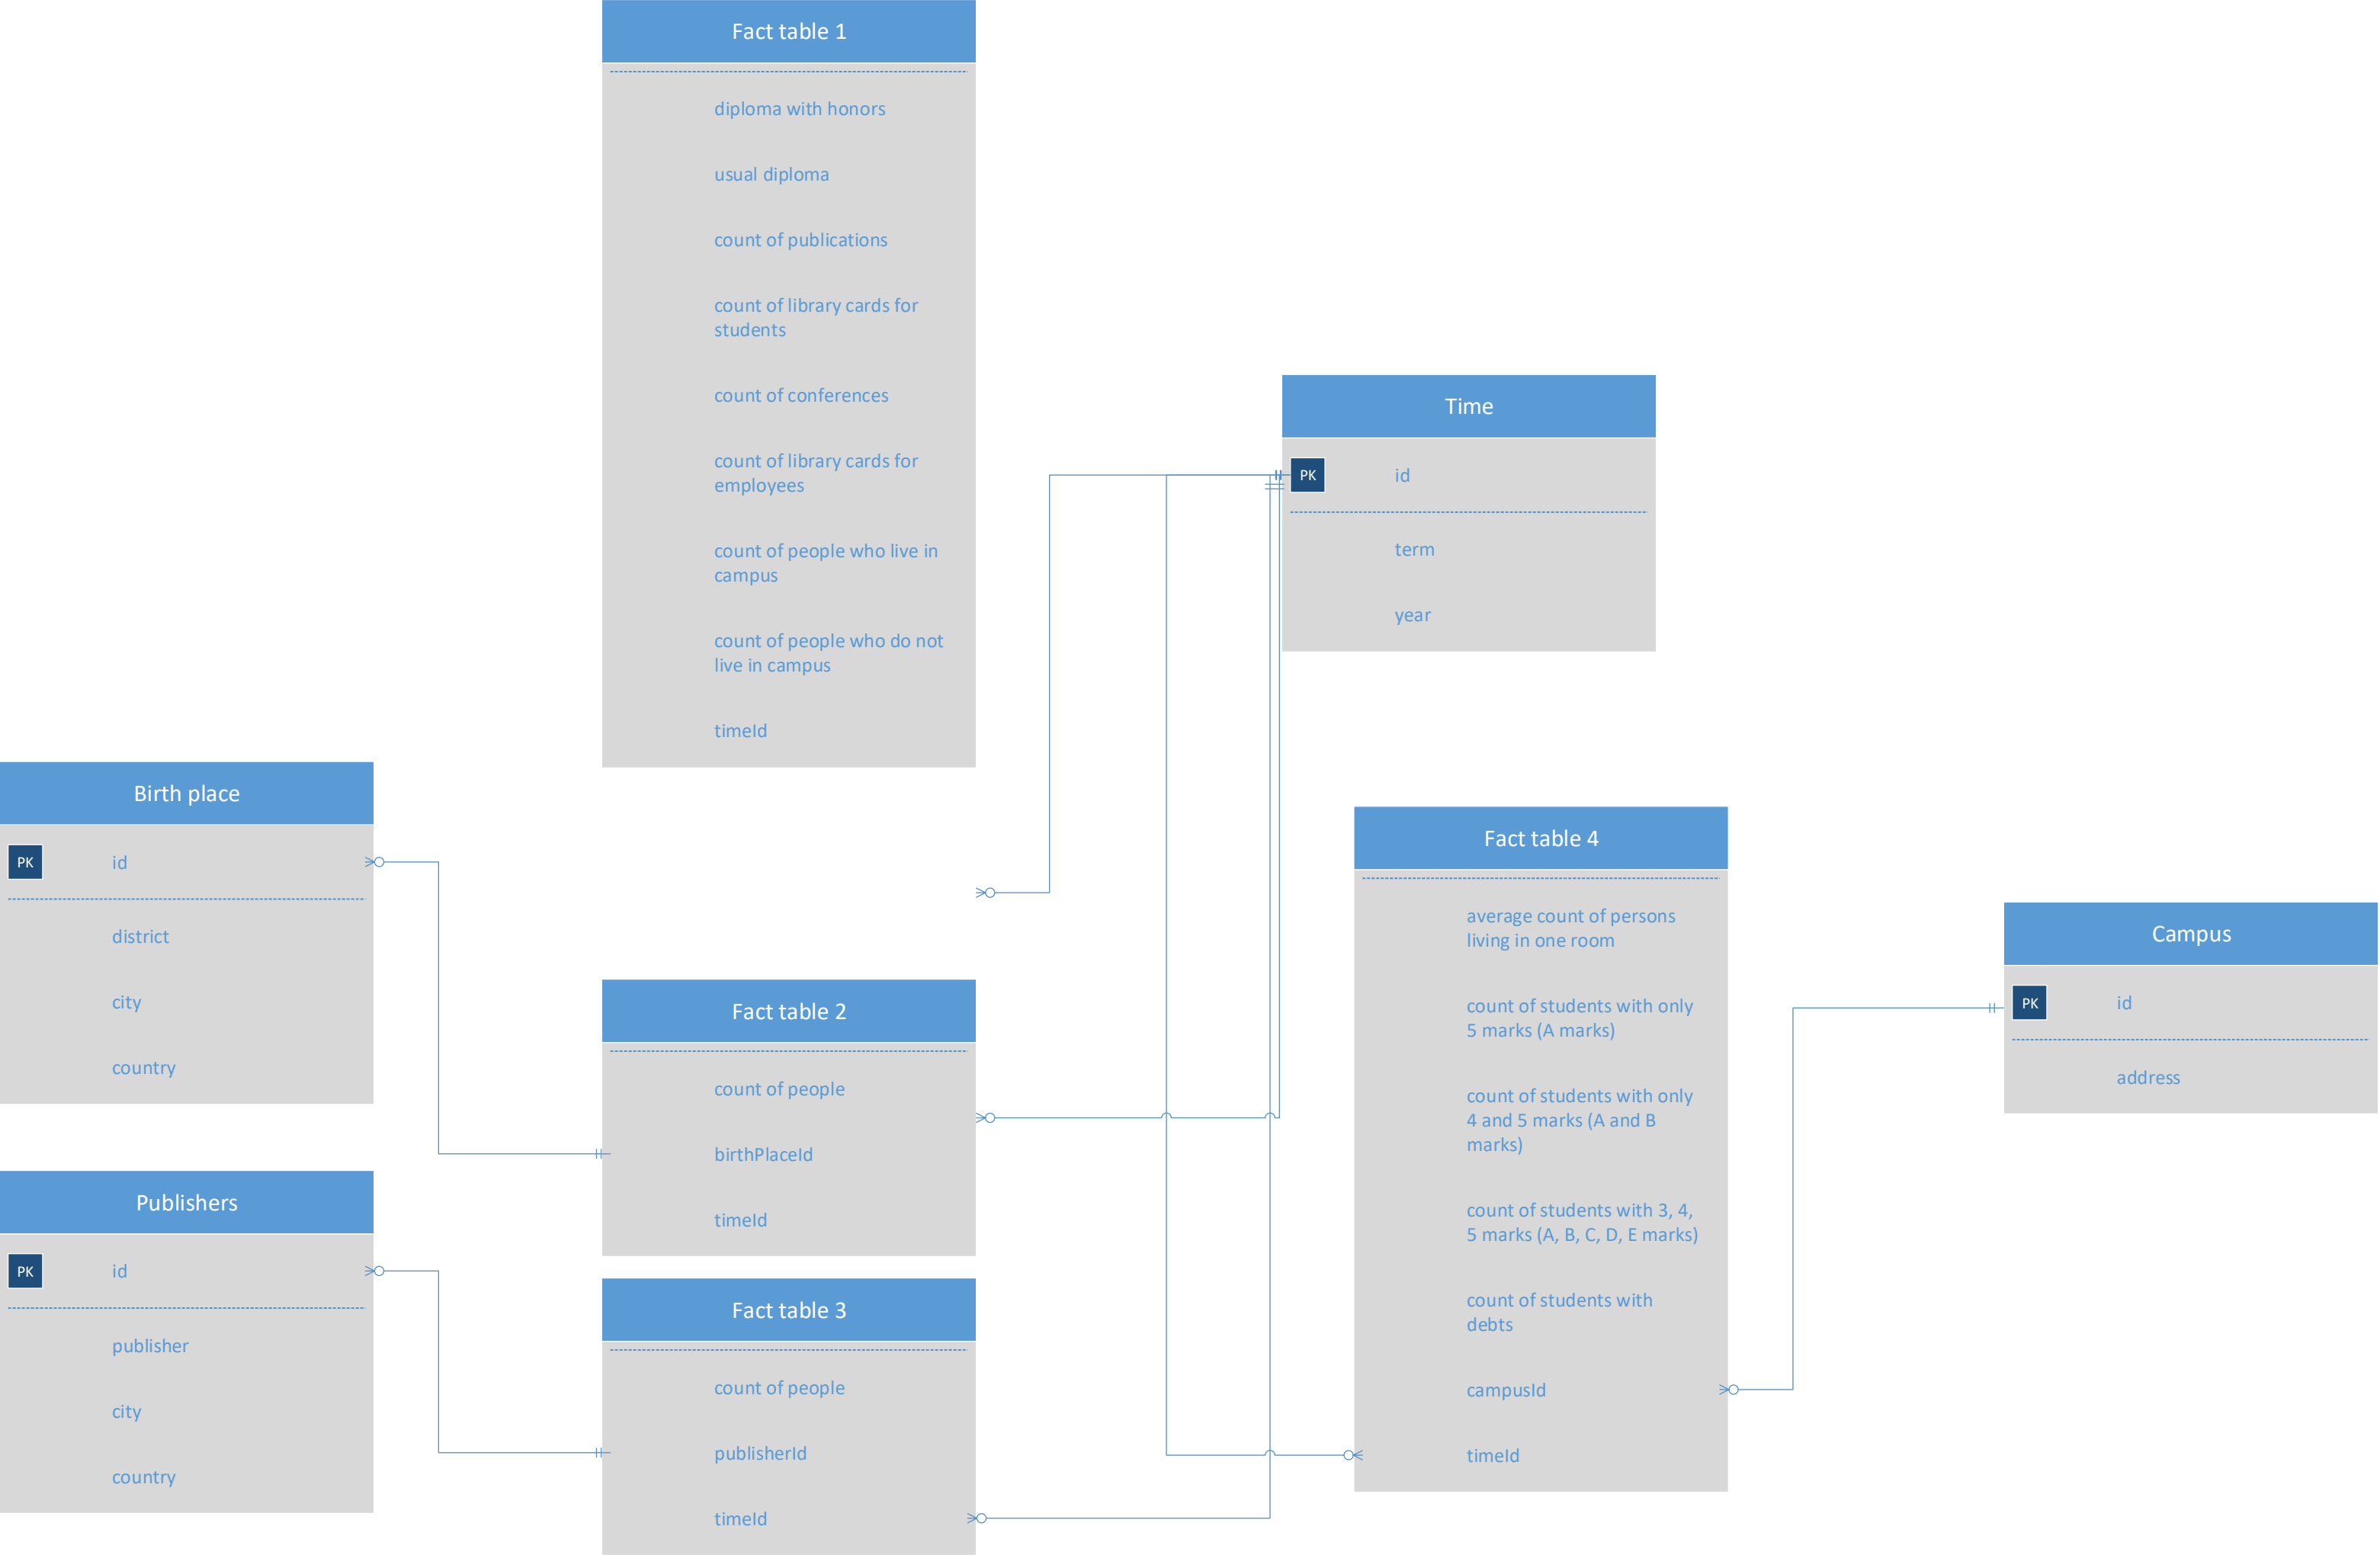 Fact table 1
diploma with honors
usual diploma
count of publications
count of library cards for
students
count of conferences
count of library cards for
employees
count of people who live in
campus
count of people who do not
live in campus
timeId
Time
PK id
term
year
Birth place
PK id
district
city
country
Publishers
PK id
publisher
city
country
Fact table 2
count of people
birthPlaceId
timeId
Fact table 3
count of people
publisherId
timeId
Fact table 4
average count of persons
living in one room
count of students with only
5 marks (A marks)
count of students with only
4 and 5 marks (A and B
marks)
count of students with 3, 4,
5 marks (A, B, C, D, E marks)
count of students with
debts
campusId
timeId
Campus
PK id
address